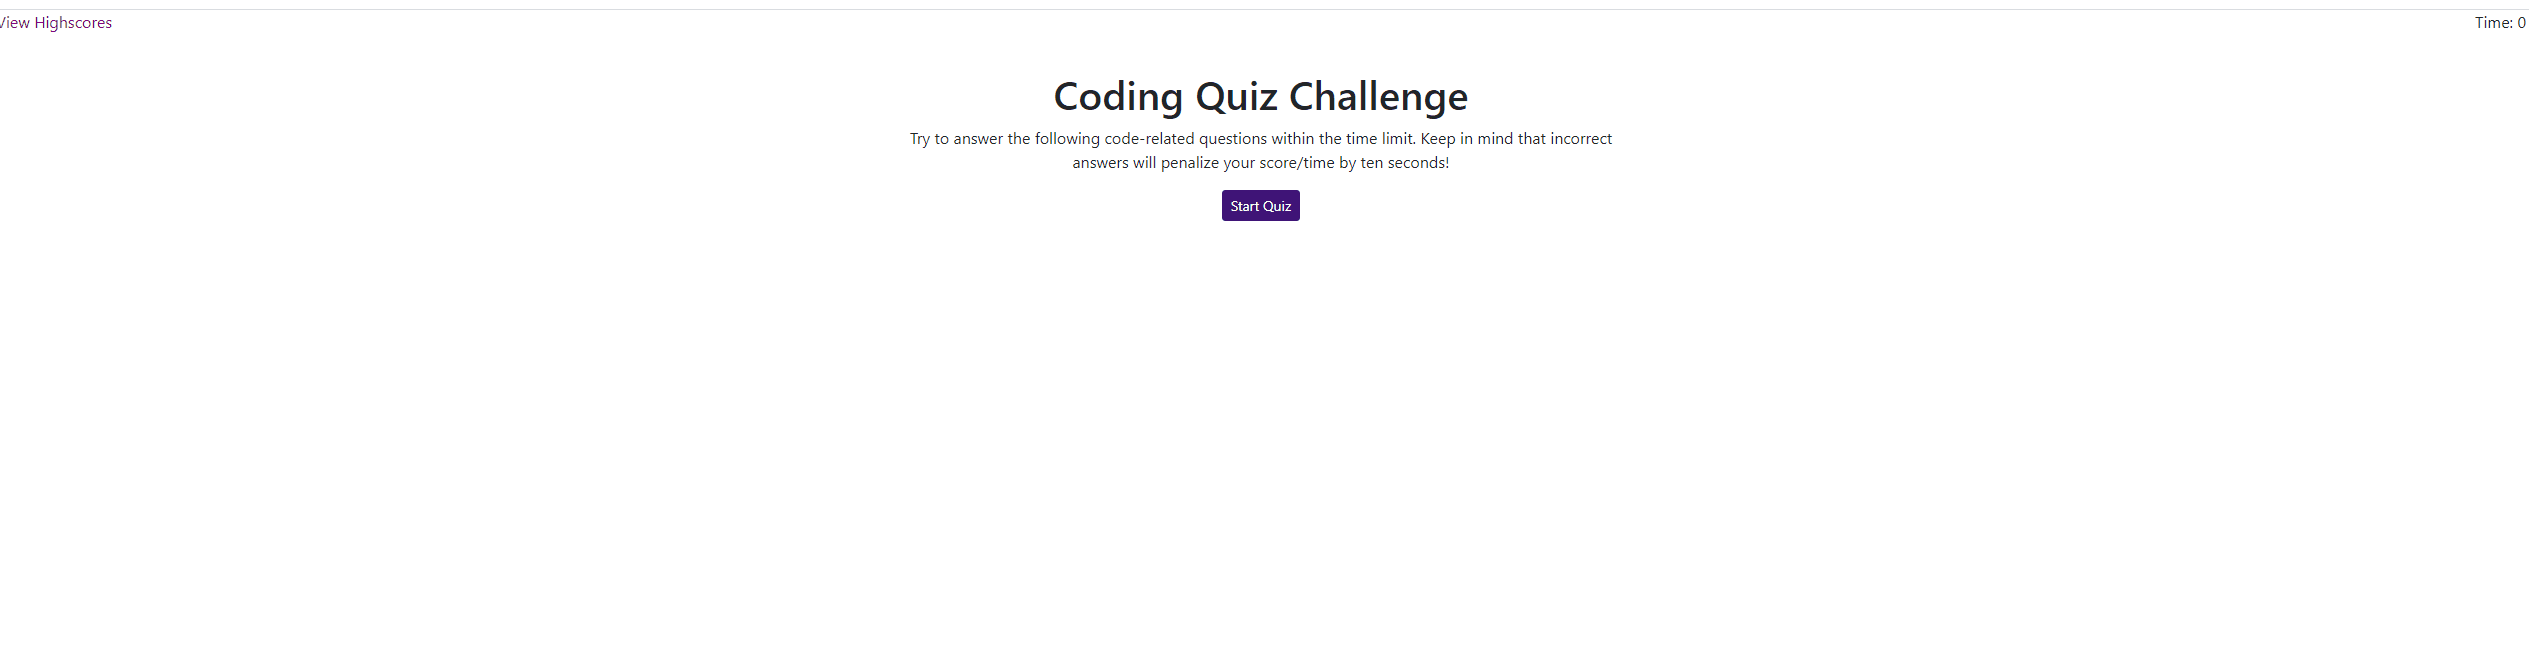 View Highscores
Time: 0
Coding Quiz Challenge
Try to answer the following code-related questions within the time limit. Keep in mind that incorrect
answers will penalize your score/time by ten seconds!
Start Quiz